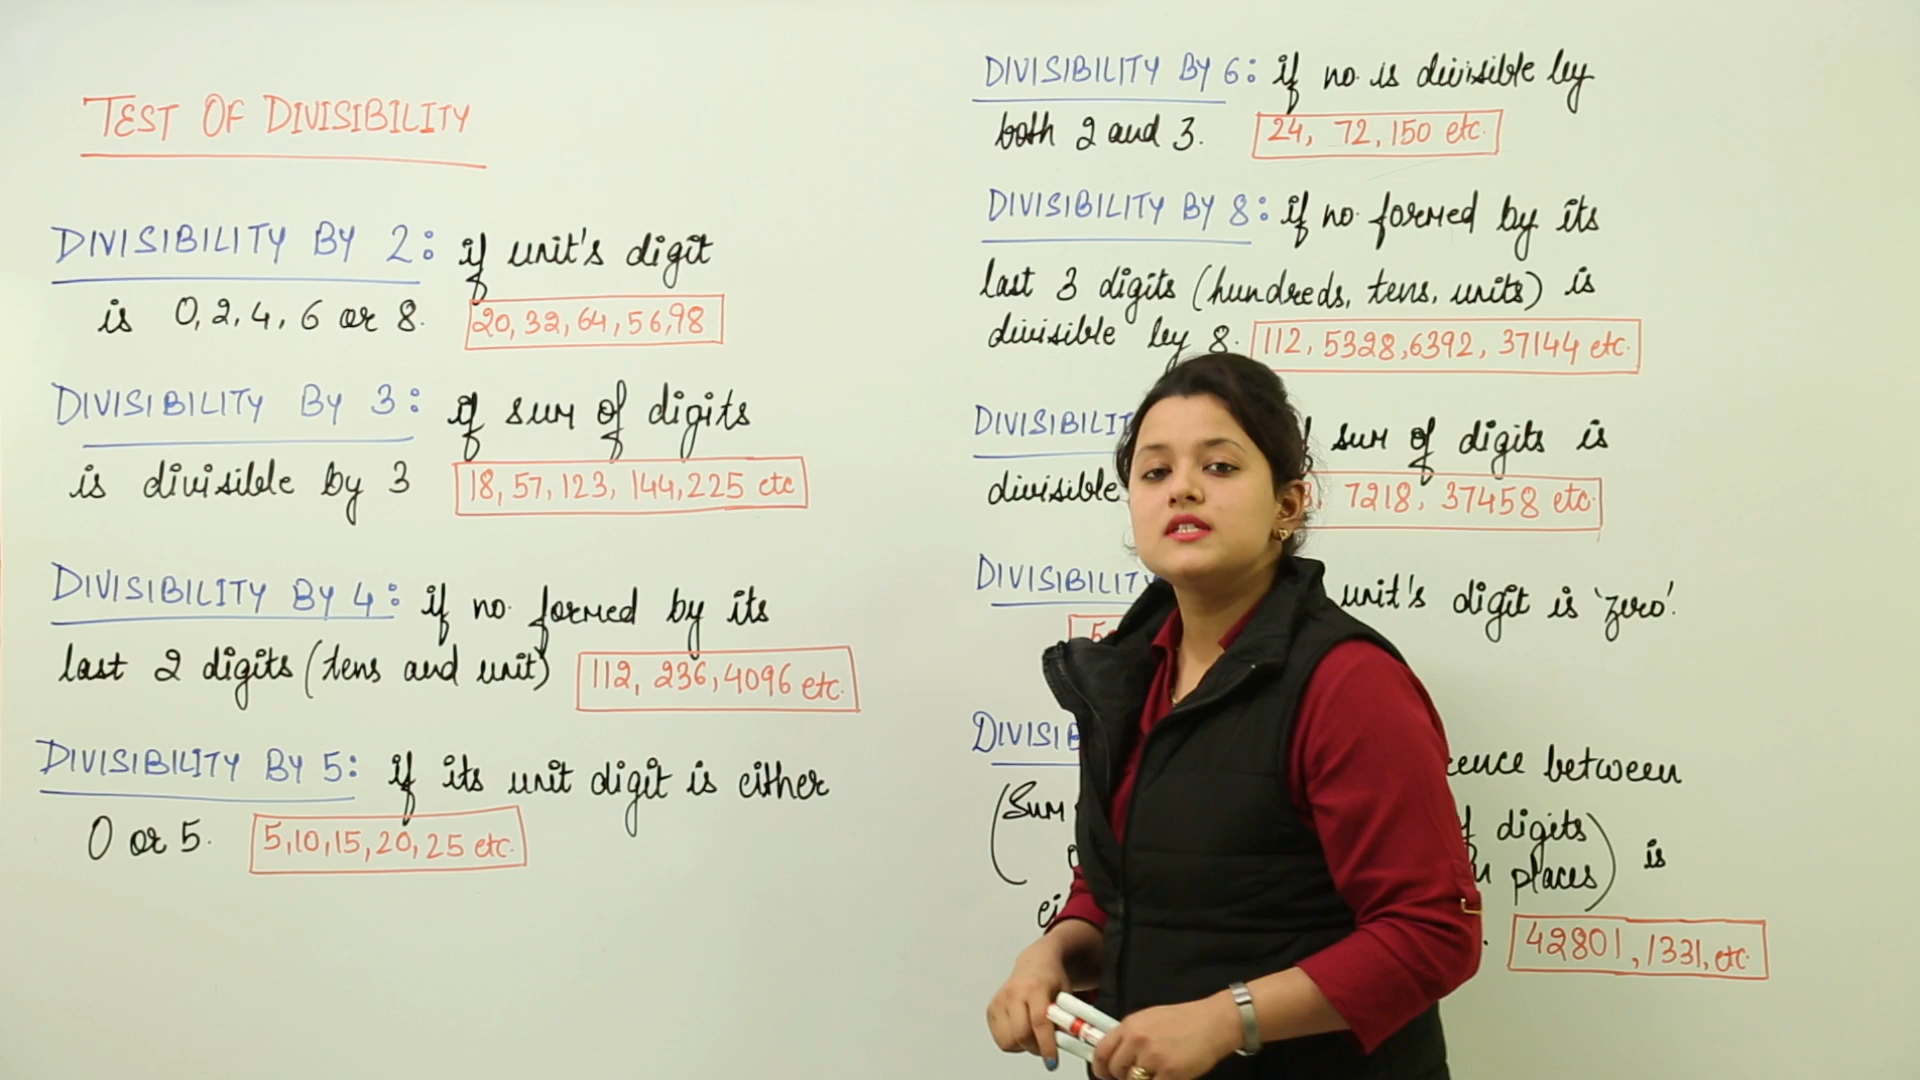 TEST OF DIVISIBILITY
DIVISIBILITY BY 2: if unit's digit
is 0, 2, 4, 6 or 8. 20, 32, 64, 56, 98
DIVISIBILITY BY 3: if sum of digits
is divisible by 3 18, 57, 123, 144, 225 etc
DIVISIBILITY BY 4: if no. formed by its
last 2 digits (tens and unit) 112, 236, 4096 etc.
DIVISIBILITY BY 5: if its unit digit is either
0 or 5. 5, 10, 15, 20, 25 etc.
DIVISIBILITY BY 6: if no. is divisible by
both 2 and 3. 24, 72, 150 etc.
DIVISIBILITY BY 8: if no. formed by its
last 3 digits (hundreds, tens, units) is
divisible by 8. 112, 5328, 6392, 37144 etc.
sum of digits is
divisible 7218, 37458 etc.
unit's digit is 'zero'.
between
(Sum digits
places) is
42801, 1331, etc.